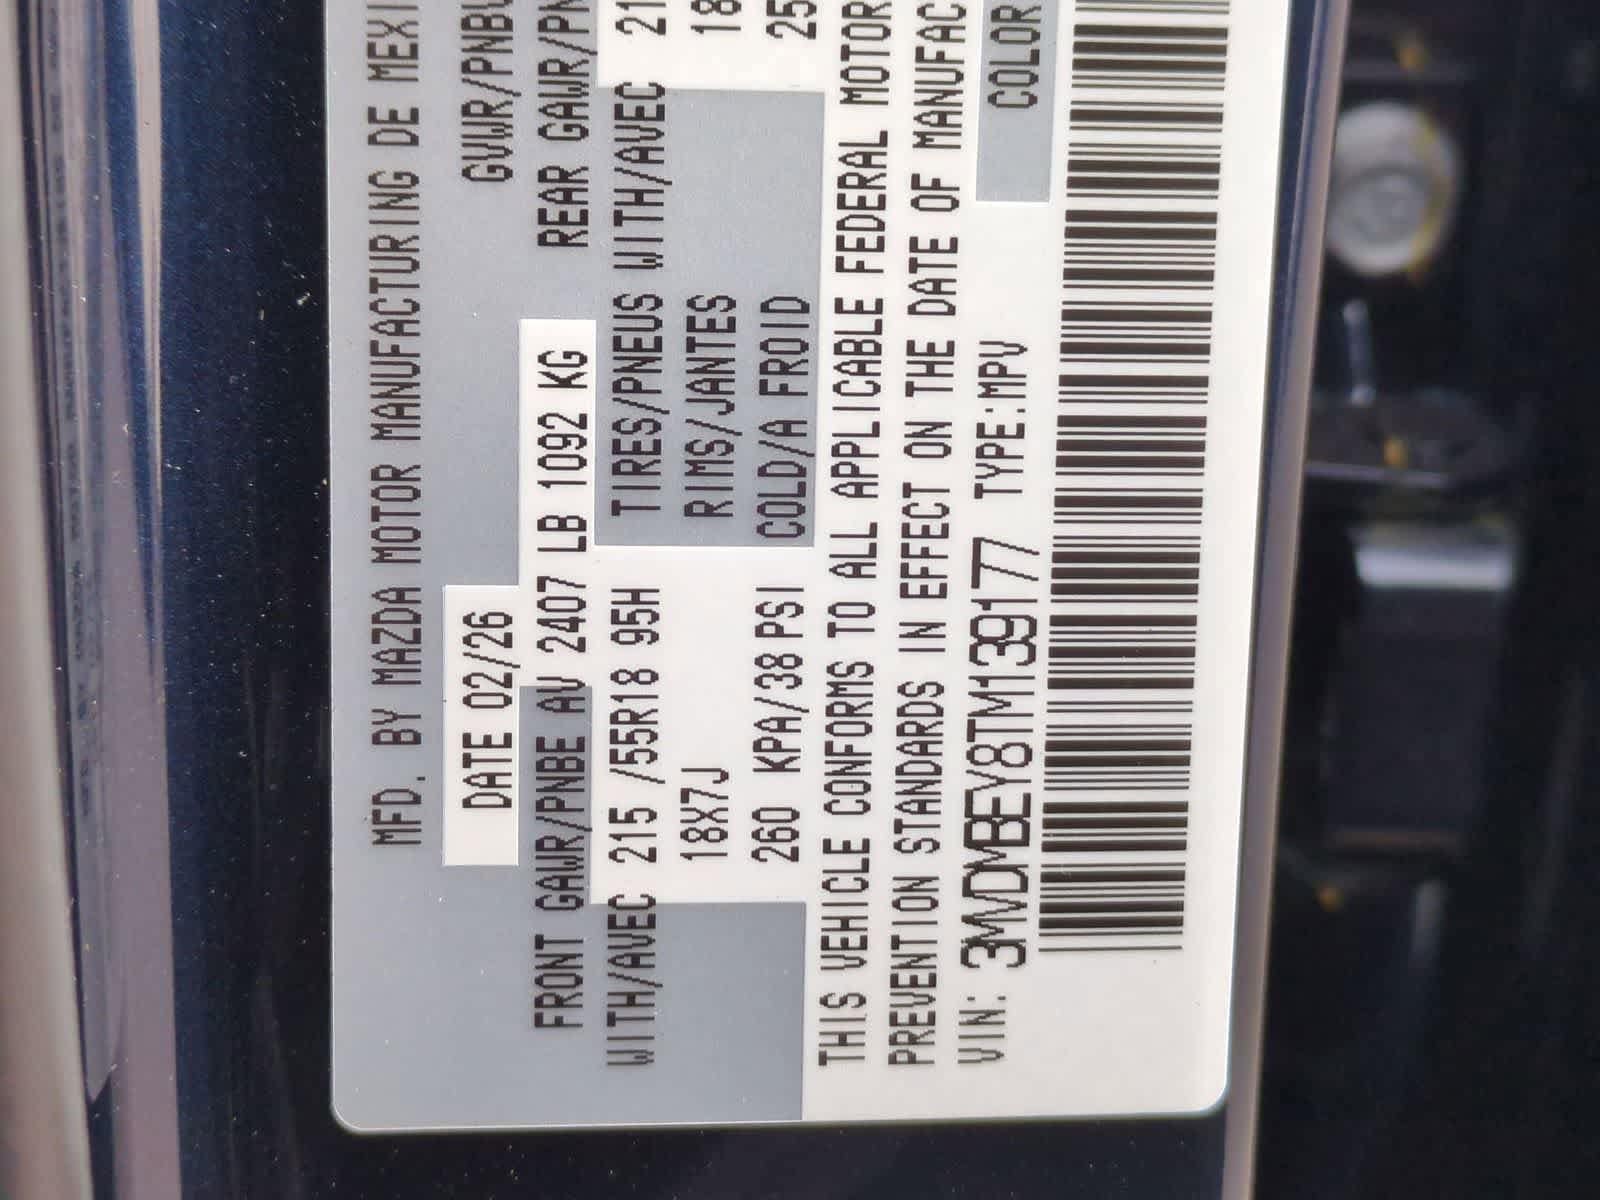 MFD. BY MAZDA MOTOR MANUFACTURING DE MEXI
DATE 02/26 GVWR/PNBV
FRONT GAWR/PNBE AV 2407 LB 1092 KG REAR GAWR/PN
WITH/AVEC 215 /55R18 95H TIRES/PNEUS WITH/AVEC 21
18X7J RIMS/JANTES 18
260 KPA/38 PSI COLD/A FROID 25
THIS VEHICLE CONFORMS TO ALL APPLICABLE FEDERAL MOTOR
PREVENTION STANDARDS IN EFFECT ON THE DATE OF MANUFAC
VIN: 3MVDMBEY8TM139177 TYPE:MPV COLOR